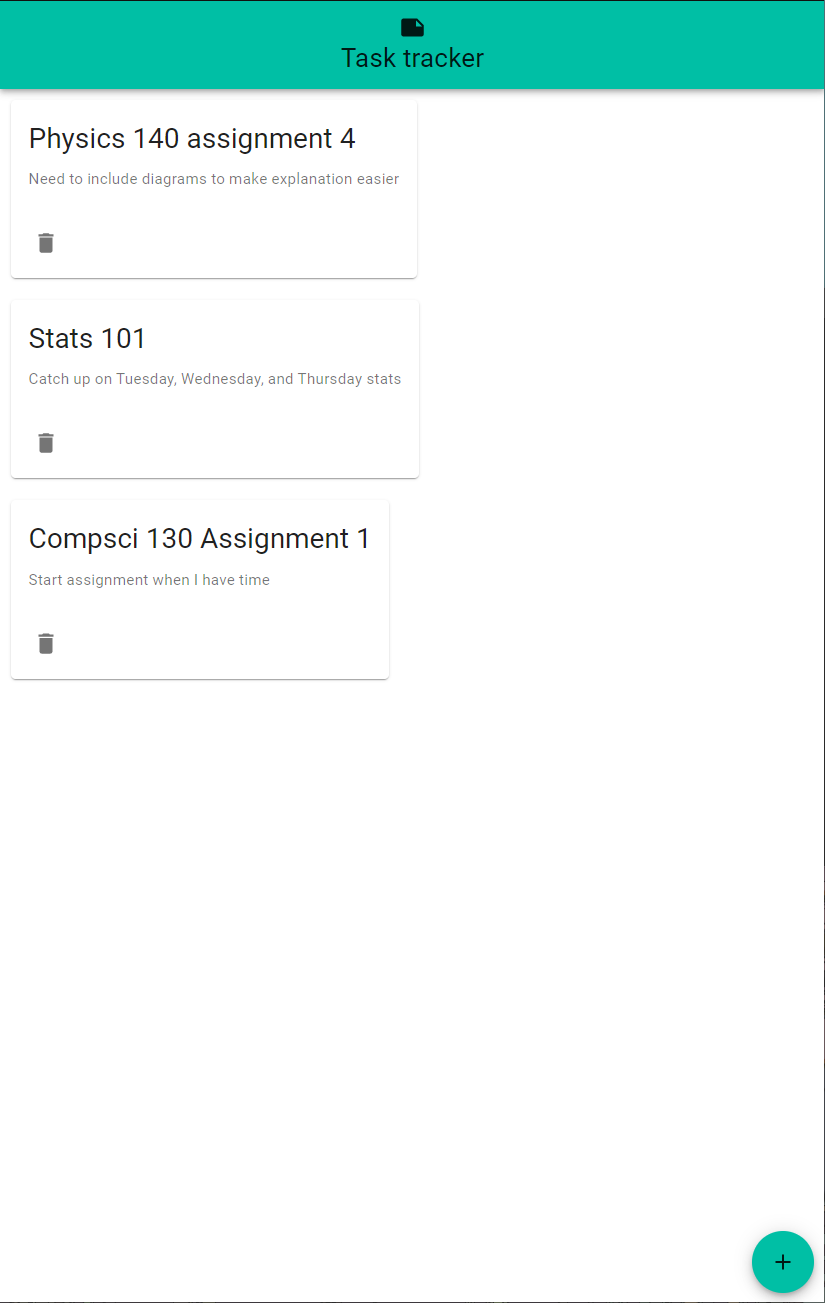 Task tracker
Physics 140 assignment 4
Need to include diagrams to make explanation easier
Stats 101
Catch up on Tuesday, Wednesday, and Thursday stats
Compsci 130 Assignment 1
Start assignment when I have time